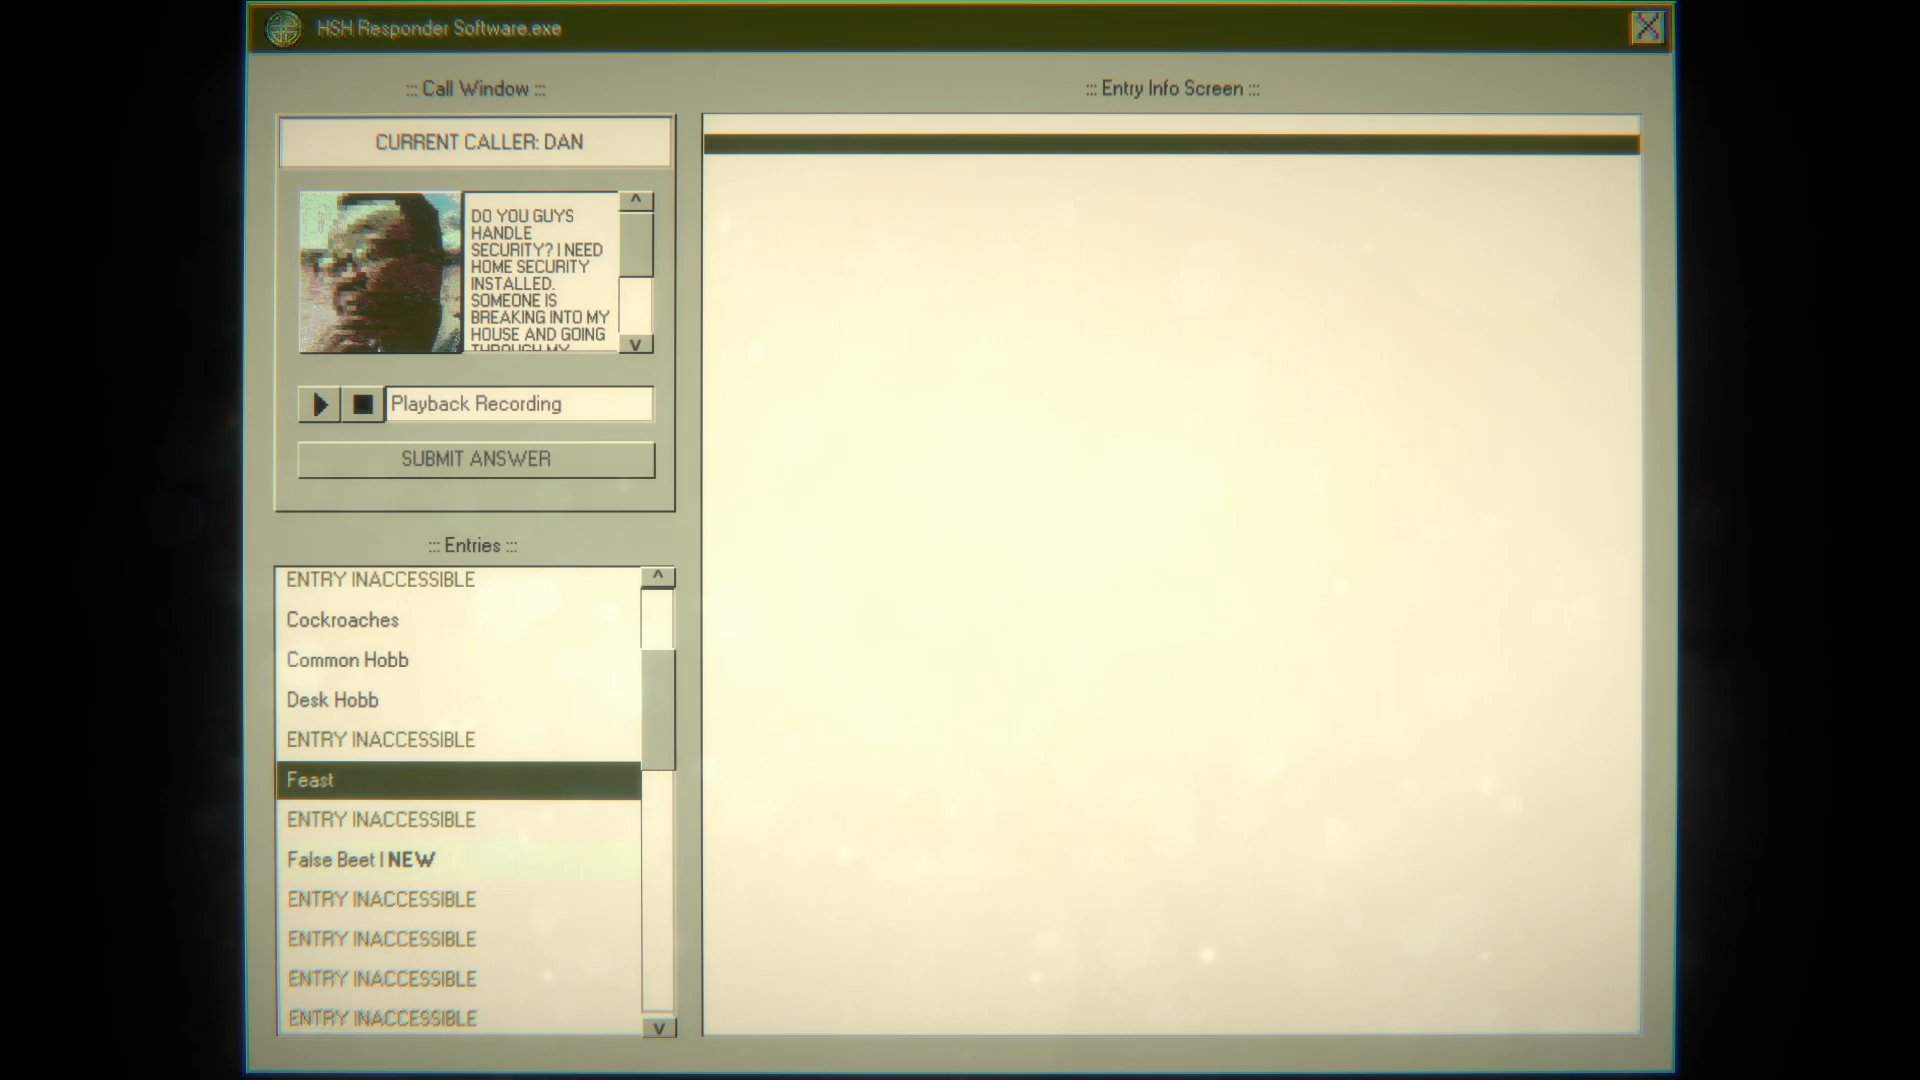 HSH Responder Software.exe
::: Call Window :::
::: Entry Info Screen :::
CURRENT CALLER: DAN
DO YOU GUYS
HANDLE
SECURITY? I NEED
HOME SECURITY
INSTALLED.
SOMEONE IS
BREAKING INTO MY
HOUSE AND GOING
THROUGH MY
Playback Recording
SUBMIT ANSWER
::: Entries :::
ENTRY INACCESSIBLE
Cockroaches
Common Hobb
Desk Hobb
ENTRY INACCESSIBLE
Feast
ENTRY INACCESSIBLE
False Beet | NEW
ENTRY INACCESSIBLE
ENTRY INACCESSIBLE
ENTRY INACCESSIBLE
ENTRY INACCESSIBLE